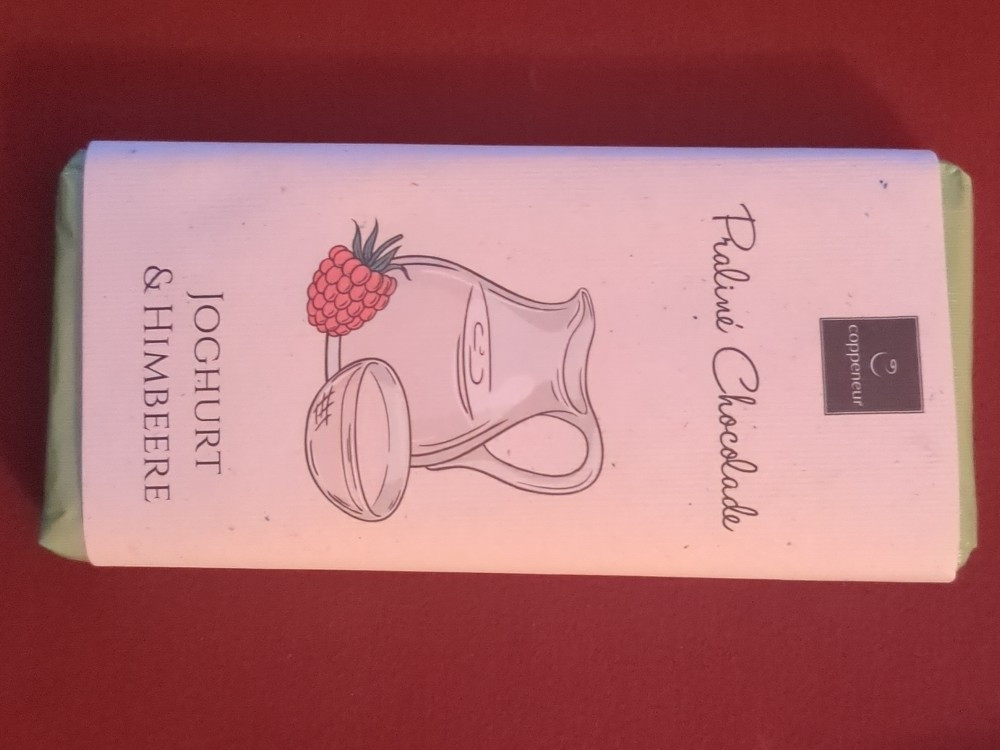 coppeneur
Praliné Chocolade
JOGHURT
& HIMBEERE